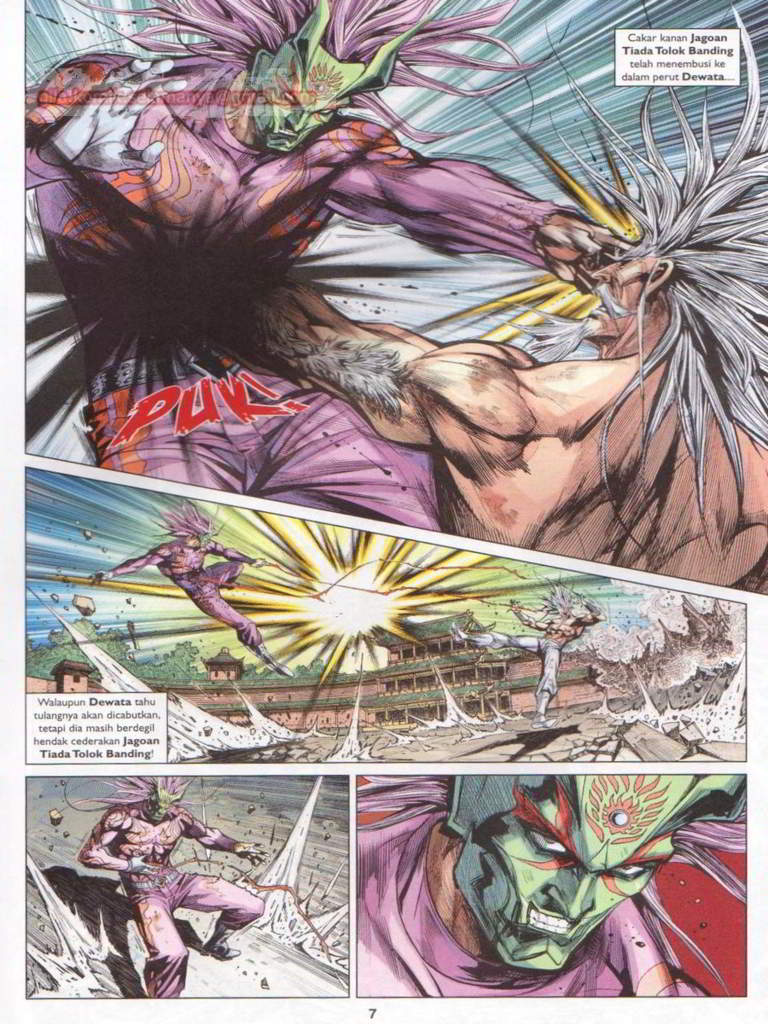 Cakar kanan Jagoan
Tiada Tolok Banding
telah menembusi ke
dalam perut Dewata....
PUK!
Walaupun Dewata tahu
tulangnya akan dicabutkan,
tetapi dia masih berdegil
hendak cederakan Jagoan
Tiada Tolok Banding!
7